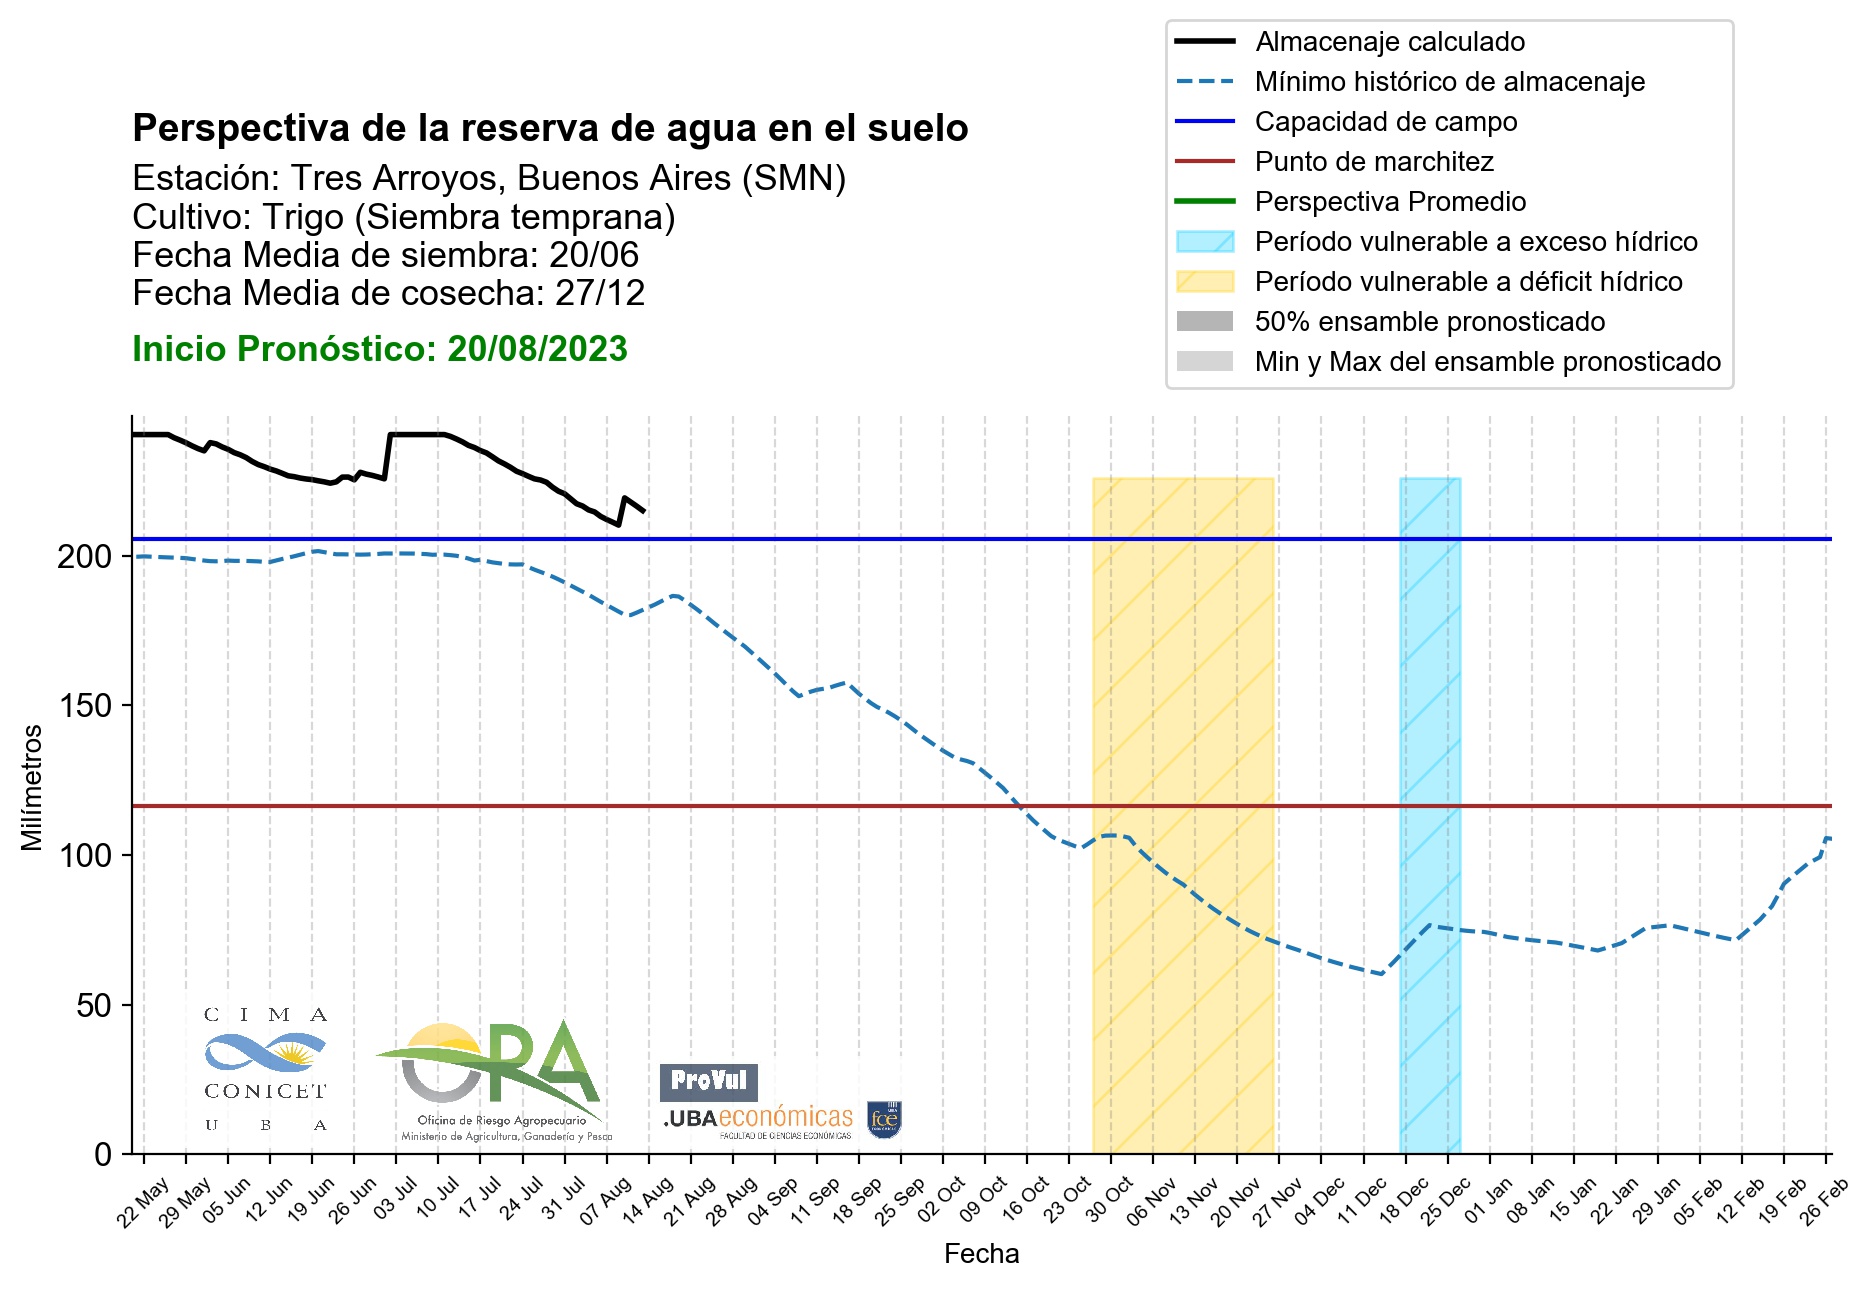 Almacenaje calculado
Mínimo histórico de almacenaje
Capacidad de campo
Punto de marchitez
Perspectiva Promedio
Período vulnerable a exceso hídrico
Período vulnerable a déficit hídrico
50% ensamble pronosticado
Min y Max del ensamble pronosticado
Perspectiva de la reserva de agua en el suelo
Estación: Tres Arroyos, Buenos Aires (SMN)
Cultivo: Trigo (Siembra temprana)
Fecha Media de siembra: 20/06
Fecha Media de cosecha: 27/12
Inicio Pronóstico: 20/08/2023
Milímetros
200
150
100
50
0
CIMA
CONICET
UBA
ORA
Oficina de Riesgo Agropecuario
Ministerio de Agricultura, Ganadería y Pesca
ProVul
.UBAeconómicas
FACULTAD DE CIENCIAS ECONÓMICAS
UBA
fce
22 May
29 May
05 Jun
12 Jun
19 Jun
26 Jun
03 Jul
10 Jul
17 Jul
24 Jul
31 Jul
07 Aug
14 Aug
21 Aug
28 Aug
04 Sep
11 Sep
18 Sep
25 Sep
02 Oct
09 Oct
16 Oct
23 Oct
30 Oct
06 Nov
13 Nov
20 Nov
27 Nov
04 Dec
11 Dec
18 Dec
25 Dec
01 Jan
08 Jan
15 Jan
22 Jan
29 Jan
05 Feb
12 Feb
19 Feb
26 Feb
Fecha